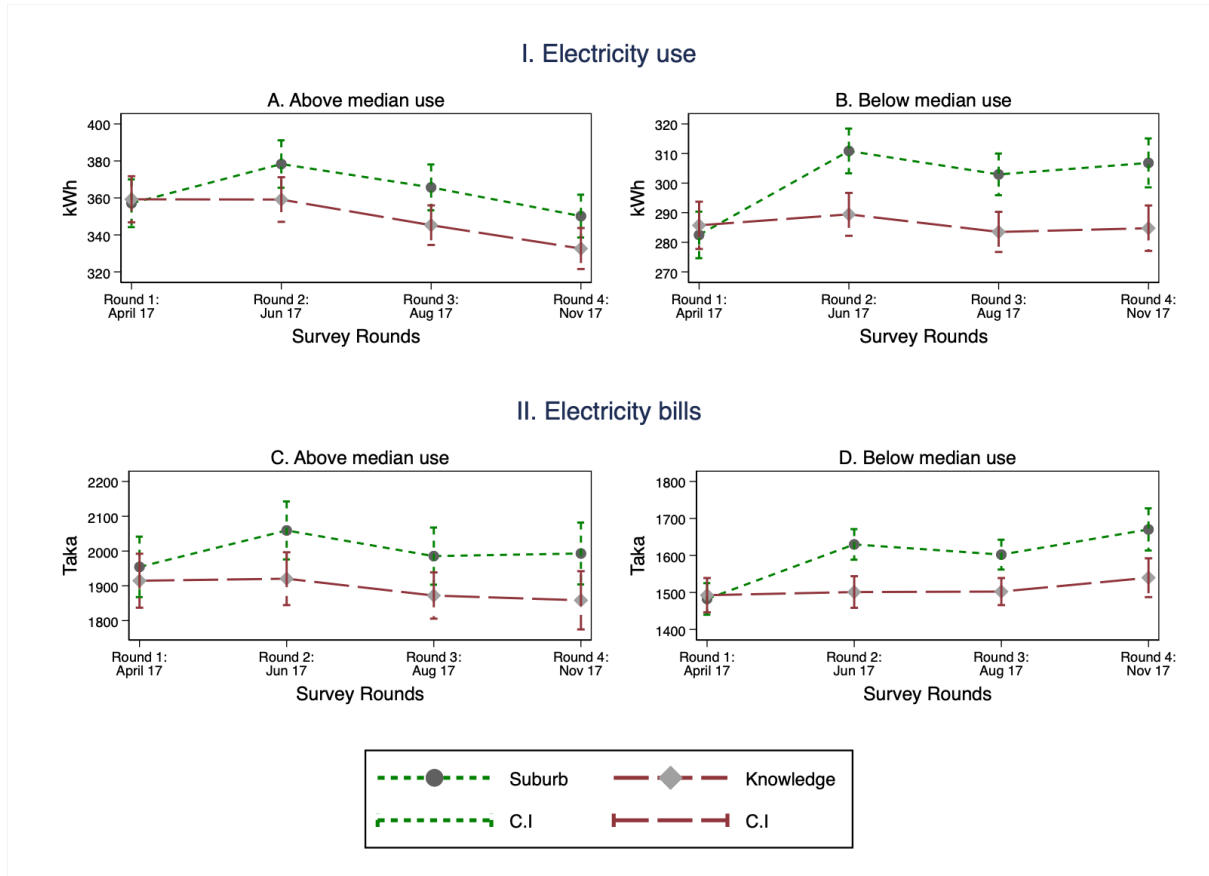 I. Electricity use
A. Above median use
kWh
400
380
360
340
320
Round 1:
April 17
Round 2:
Jun 17
Round 3:
Aug 17
Round 4:
Nov 17
Survey Rounds
B. Below median use
kWh
320
310
300
290
280
270
Round 1:
April 17
Round 2:
Jun 17
Round 3:
Aug 17
Round 4:
Nov 17
Survey Rounds
II. Electricity bills
C. Above median use
Taka
2200
2100
2000
1900
1800
Round 1:
April 17
Round 2:
Jun 17
Round 3:
Aug 17
Round 4:
Nov 17
Survey Rounds
D. Below median use
Taka
1800
1700
1600
1500
1400
Round 1:
April 17
Round 2:
Jun 17
Round 3:
Aug 17
Round 4:
Nov 17
Survey Rounds
Suburb
Knowledge
C.I
C.I